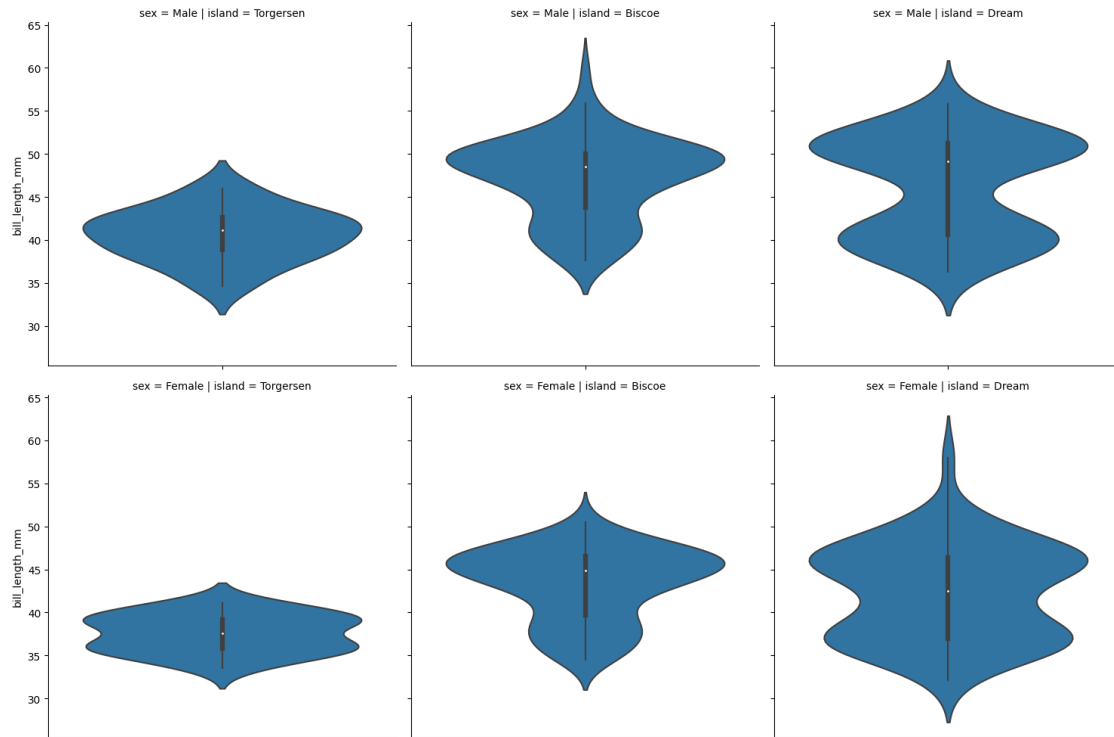 sex = Male | island = Torgersen
sex = Male | island = Biscoe
sex = Male | island = Dream
65
60
55
50
45
40
35
30
bill_length_mm
sex = Female | island = Torgersen
sex = Female | island = Biscoe
sex = Female | island = Dream
65
60
55
50
45
40
35
30
bill_length_mm